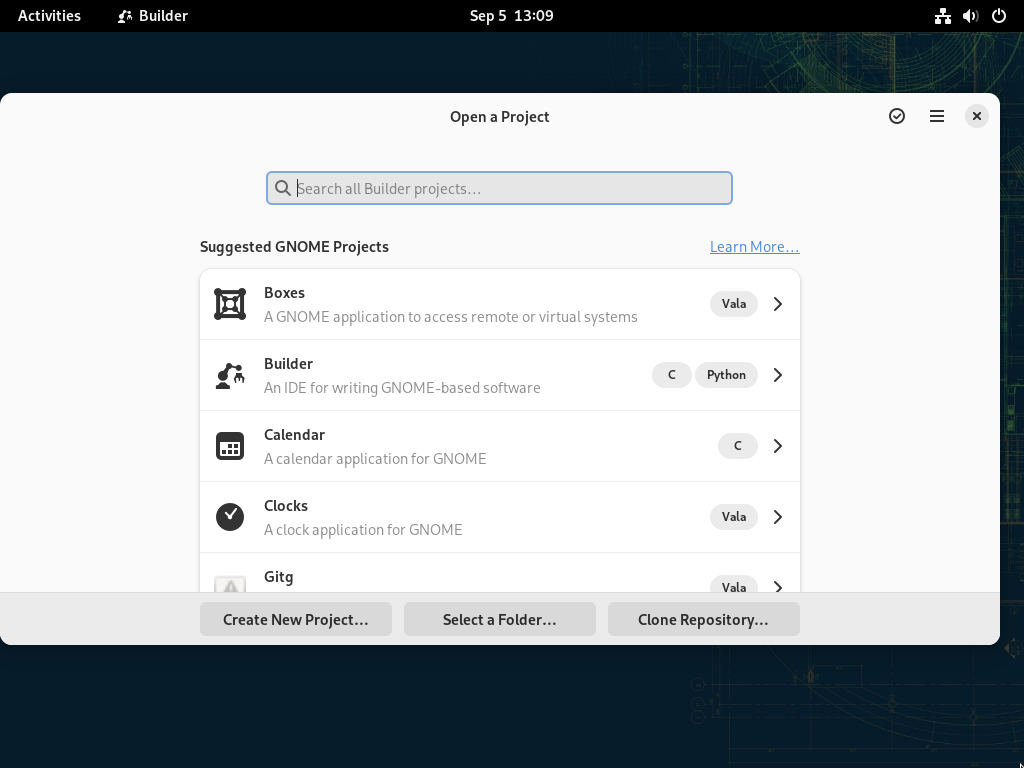 Activities Builder Sep 5 13:09
Open a Project
Search all Builder projects…
Suggested GNOME Projects Learn More…
Boxes
A GNOME application to access remote or virtual systems
Vala
Builder
An IDE for writing GNOME-based software
C Python
Calendar
A calendar application for GNOME
C
Clocks
A clock application for GNOME
Vala
Gitg
Vala
Create New Project… Select a Folder… Clone Repository…